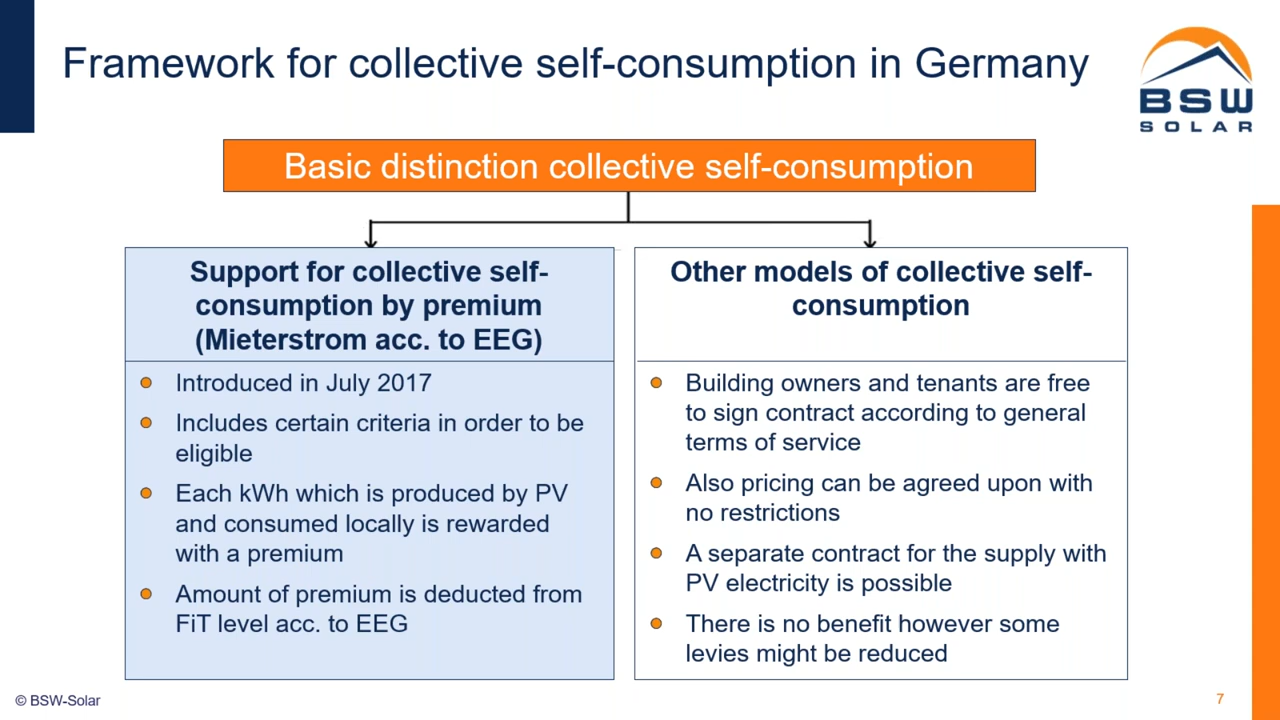 Framework for collective self-consumption in Germany
BSW
SOLAR
Basic distinction collective self-consumption
Support for collective self-
consumption by premium
(Mieterstrom acc. to EEG)
Introduced in July 2017
Includes certain criteria in order to be
eligible
Each kWh which is produced by PV
and consumed locally is rewarded
with a premium
Amount of premium is deducted from
FiT level acc. to EEG
Other models of collective self-
consumption
Building owners and tenants are free
to sign contract according to general
terms of service
Also pricing can be agreed upon with
no restrictions
A separate contract for the supply with
PV electricity is possible
There is no benefit however some
levies might be reduced
© BSW-Solar
7